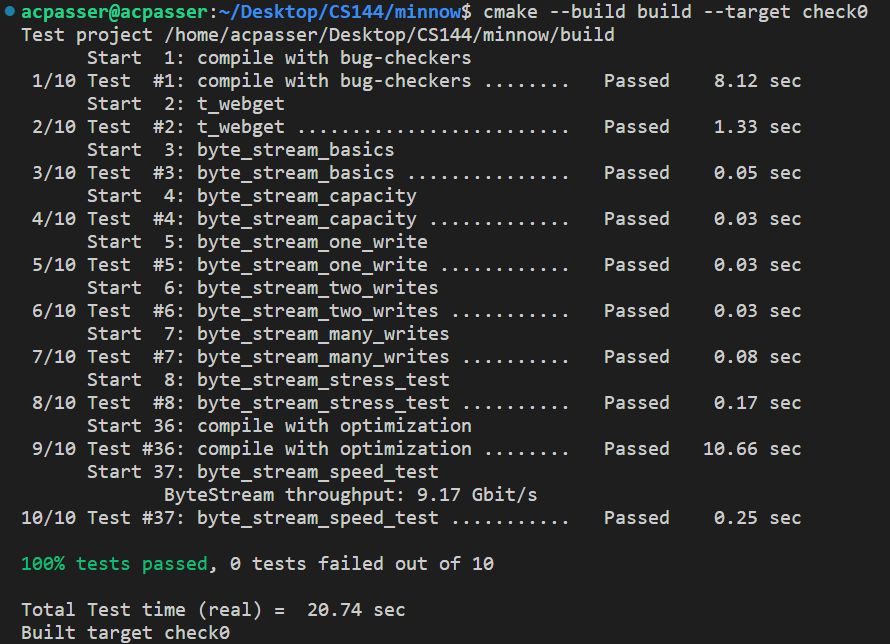 acpasser@acpasser:~/Desktop/CS144/minnow$ cmake --build build --target check0
Test project /home/acpasser/Desktop/CS144/minnow/build
      Start  1: compile with bug-checkers
 1/10 Test  #1: compile with bug-checkers ........   Passed    8.12 sec
      Start  2: t_webget
 2/10 Test  #2: t_webget .........................   Passed    1.33 sec
      Start  3: byte_stream_basics
 3/10 Test  #3: byte_stream_basics ...............   Passed    0.05 sec
      Start  4: byte_stream_capacity
 4/10 Test  #4: byte_stream_capacity .............   Passed    0.03 sec
      Start  5: byte_stream_one_write
 5/10 Test  #5: byte_stream_one_write ............   Passed    0.03 sec
      Start  6: byte_stream_two_writes
 6/10 Test  #6: byte_stream_two_writes ...........   Passed    0.03 sec
      Start  7: byte_stream_many_writes
 7/10 Test  #7: byte_stream_many_writes ..........   Passed    0.08 sec
      Start  8: byte_stream_stress_test
 8/10 Test  #8: byte_stream_stress_test ..........   Passed    0.17 sec
      Start 36: compile with optimization
 9/10 Test #36: compile with optimization ........   Passed   10.66 sec
      Start 37: byte_stream_speed_test
             ByteStream throughput: 9.17 Gbit/s
10/10 Test #37: byte_stream_speed_test ...........   Passed    0.25 sec

100% tests passed, 0 tests failed out of 10

Total Test time (real) =  20.74 sec
Built target check0